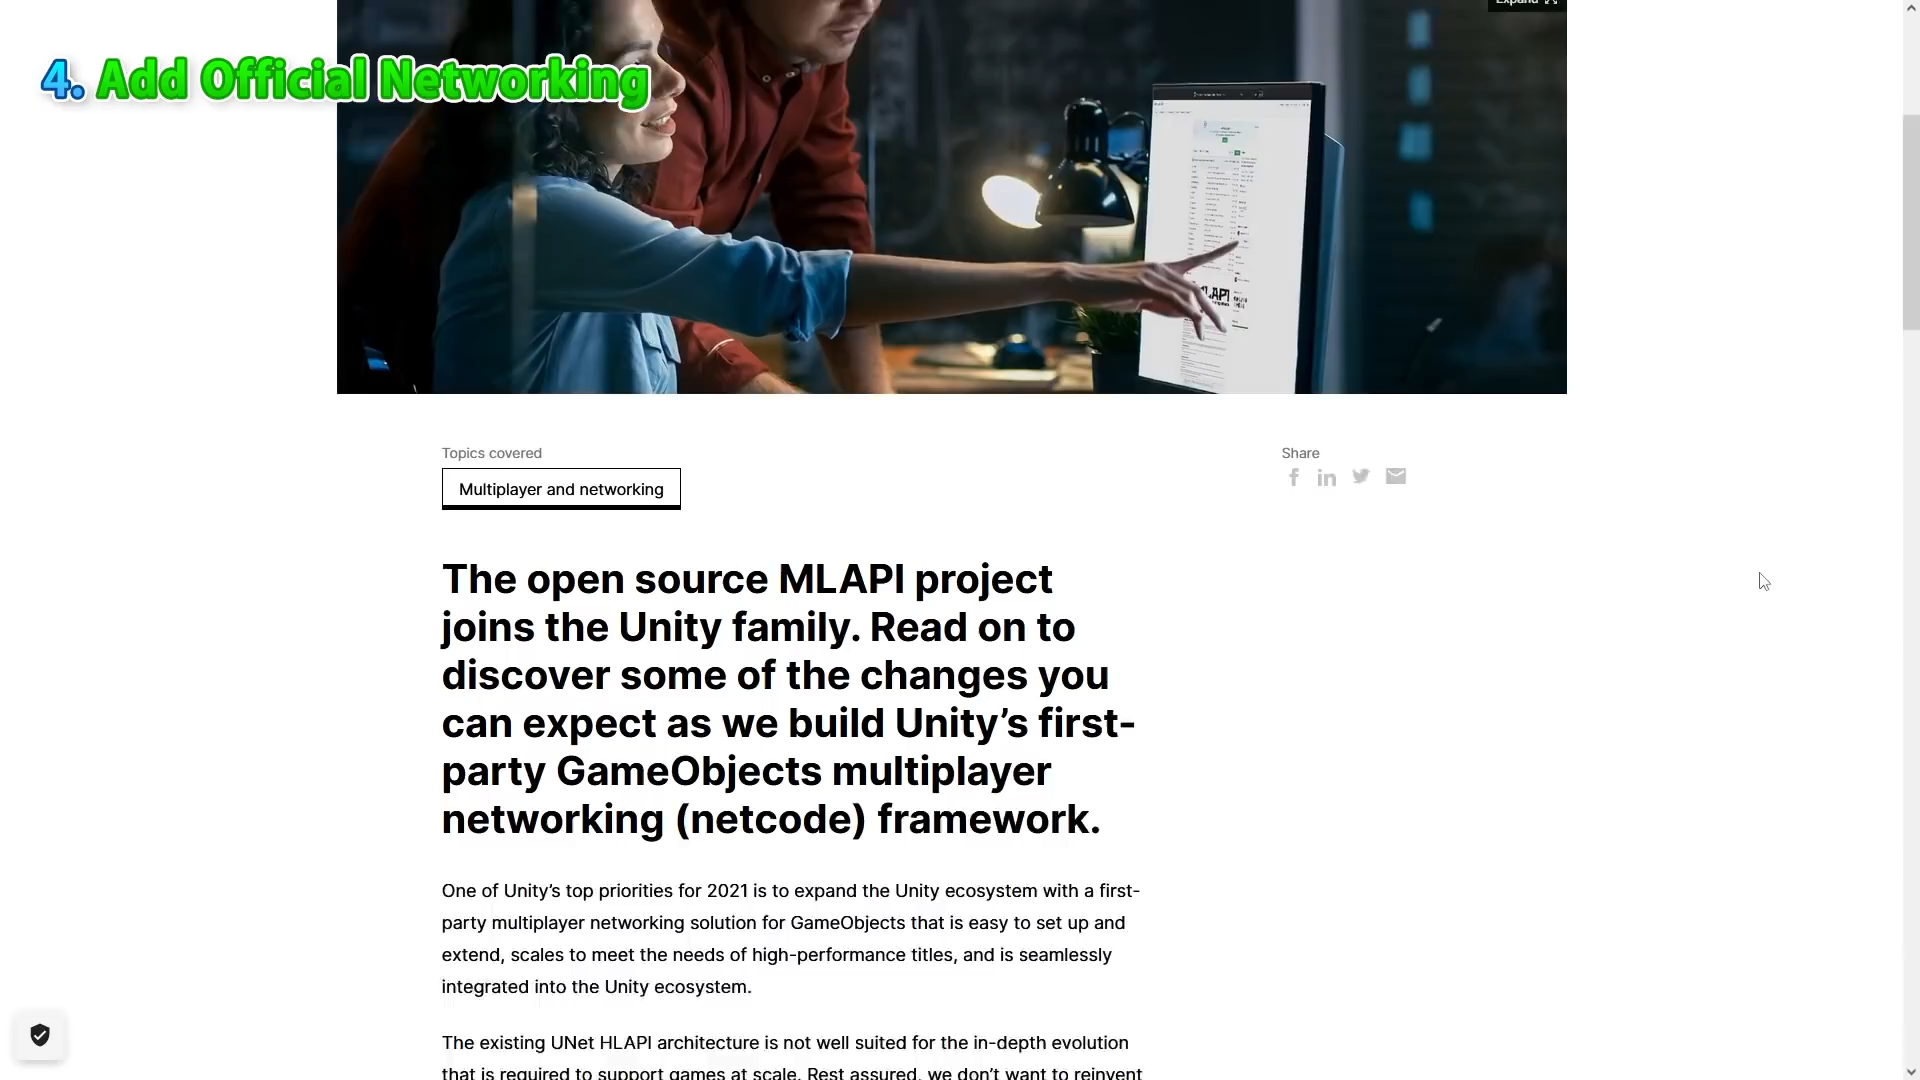 Expand
4. Add Official Networking
MLAPI
Topics covered
Share
Multiplayer and networking
The open source MLAPI project
joins the Unity family. Read on to
discover some of the changes you
can expect as we build Unity’s first-
party GameObjects multiplayer
networking (netcode) framework.
One of Unity’s top priorities for 2021 is to expand the Unity ecosystem with a first-
party multiplayer networking solution for GameObjects that is easy to set up and
extend, scales to meet the needs of high-performance titles, and is seamlessly
integrated into the Unity ecosystem.
The existing UNet HLAPI architecture is not well suited for the in-depth evolution
that is required to support games at scale. Rest assured, we don’t want to reinvent